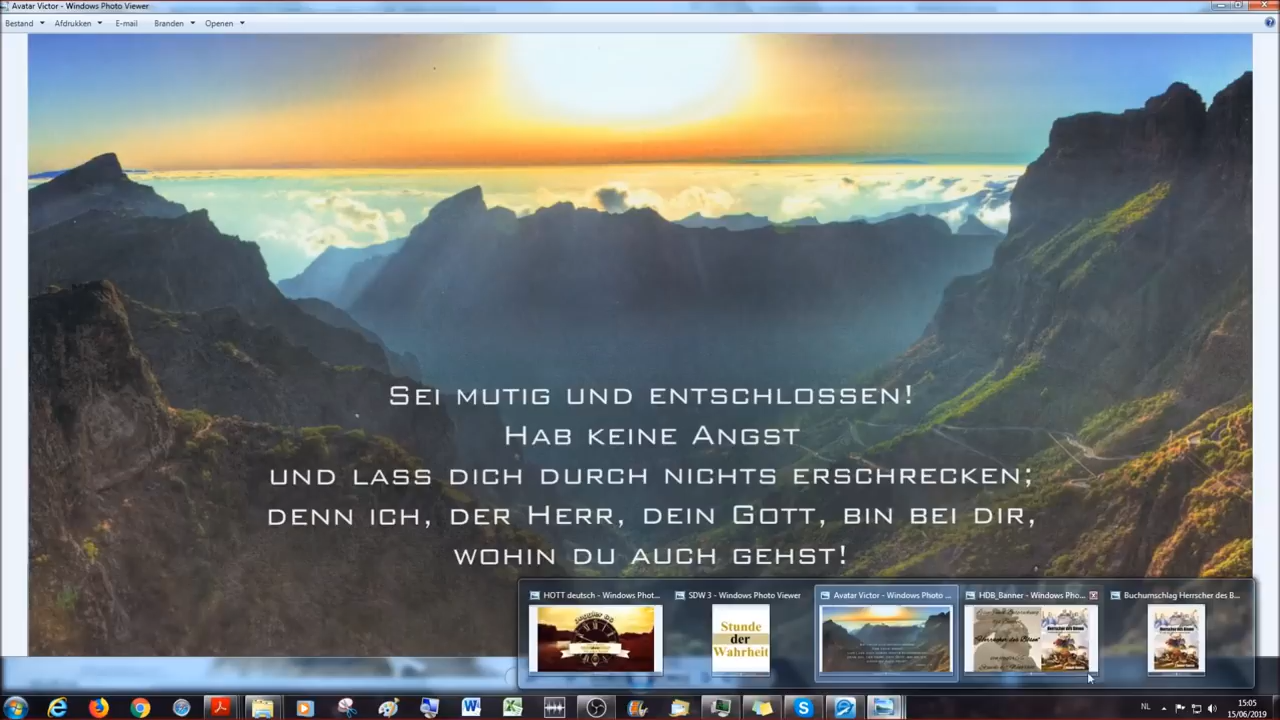 Avatar Victor - Windows Photo Viewer
Bestand Afdrukken E-mail Branden Openen
Sei mutig und entschlossen!
Hab keine Angst
und lass dich durch nichts erschrecken;
denn ich, der Herr, dein Gott, bin bei dir,
wohin du auch gehst!
HOTT deutsch - Windows Phot... SDW 3 - Windows Photo Viewer Avatar Victor - Windows Photo ... HDB_Banner - Windows Pho... Buchumschlag Herrscher des B...
Stunde
der
Wahrheit
NL 15:05
15/06/2019